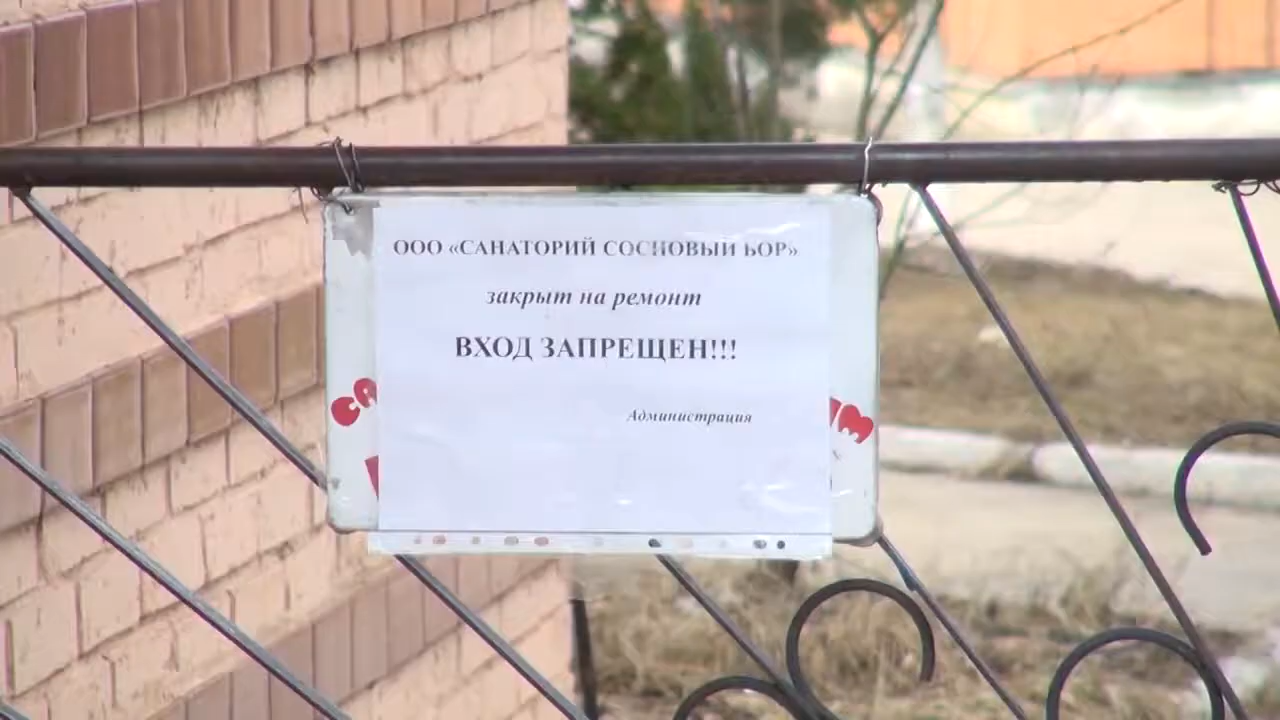 ООО «САНАТОРИЙ СОСНОВЫЙ БОР»
закрыт на ремонт
ВХОД ЗАПРЕЩЕН!!!
Администрация